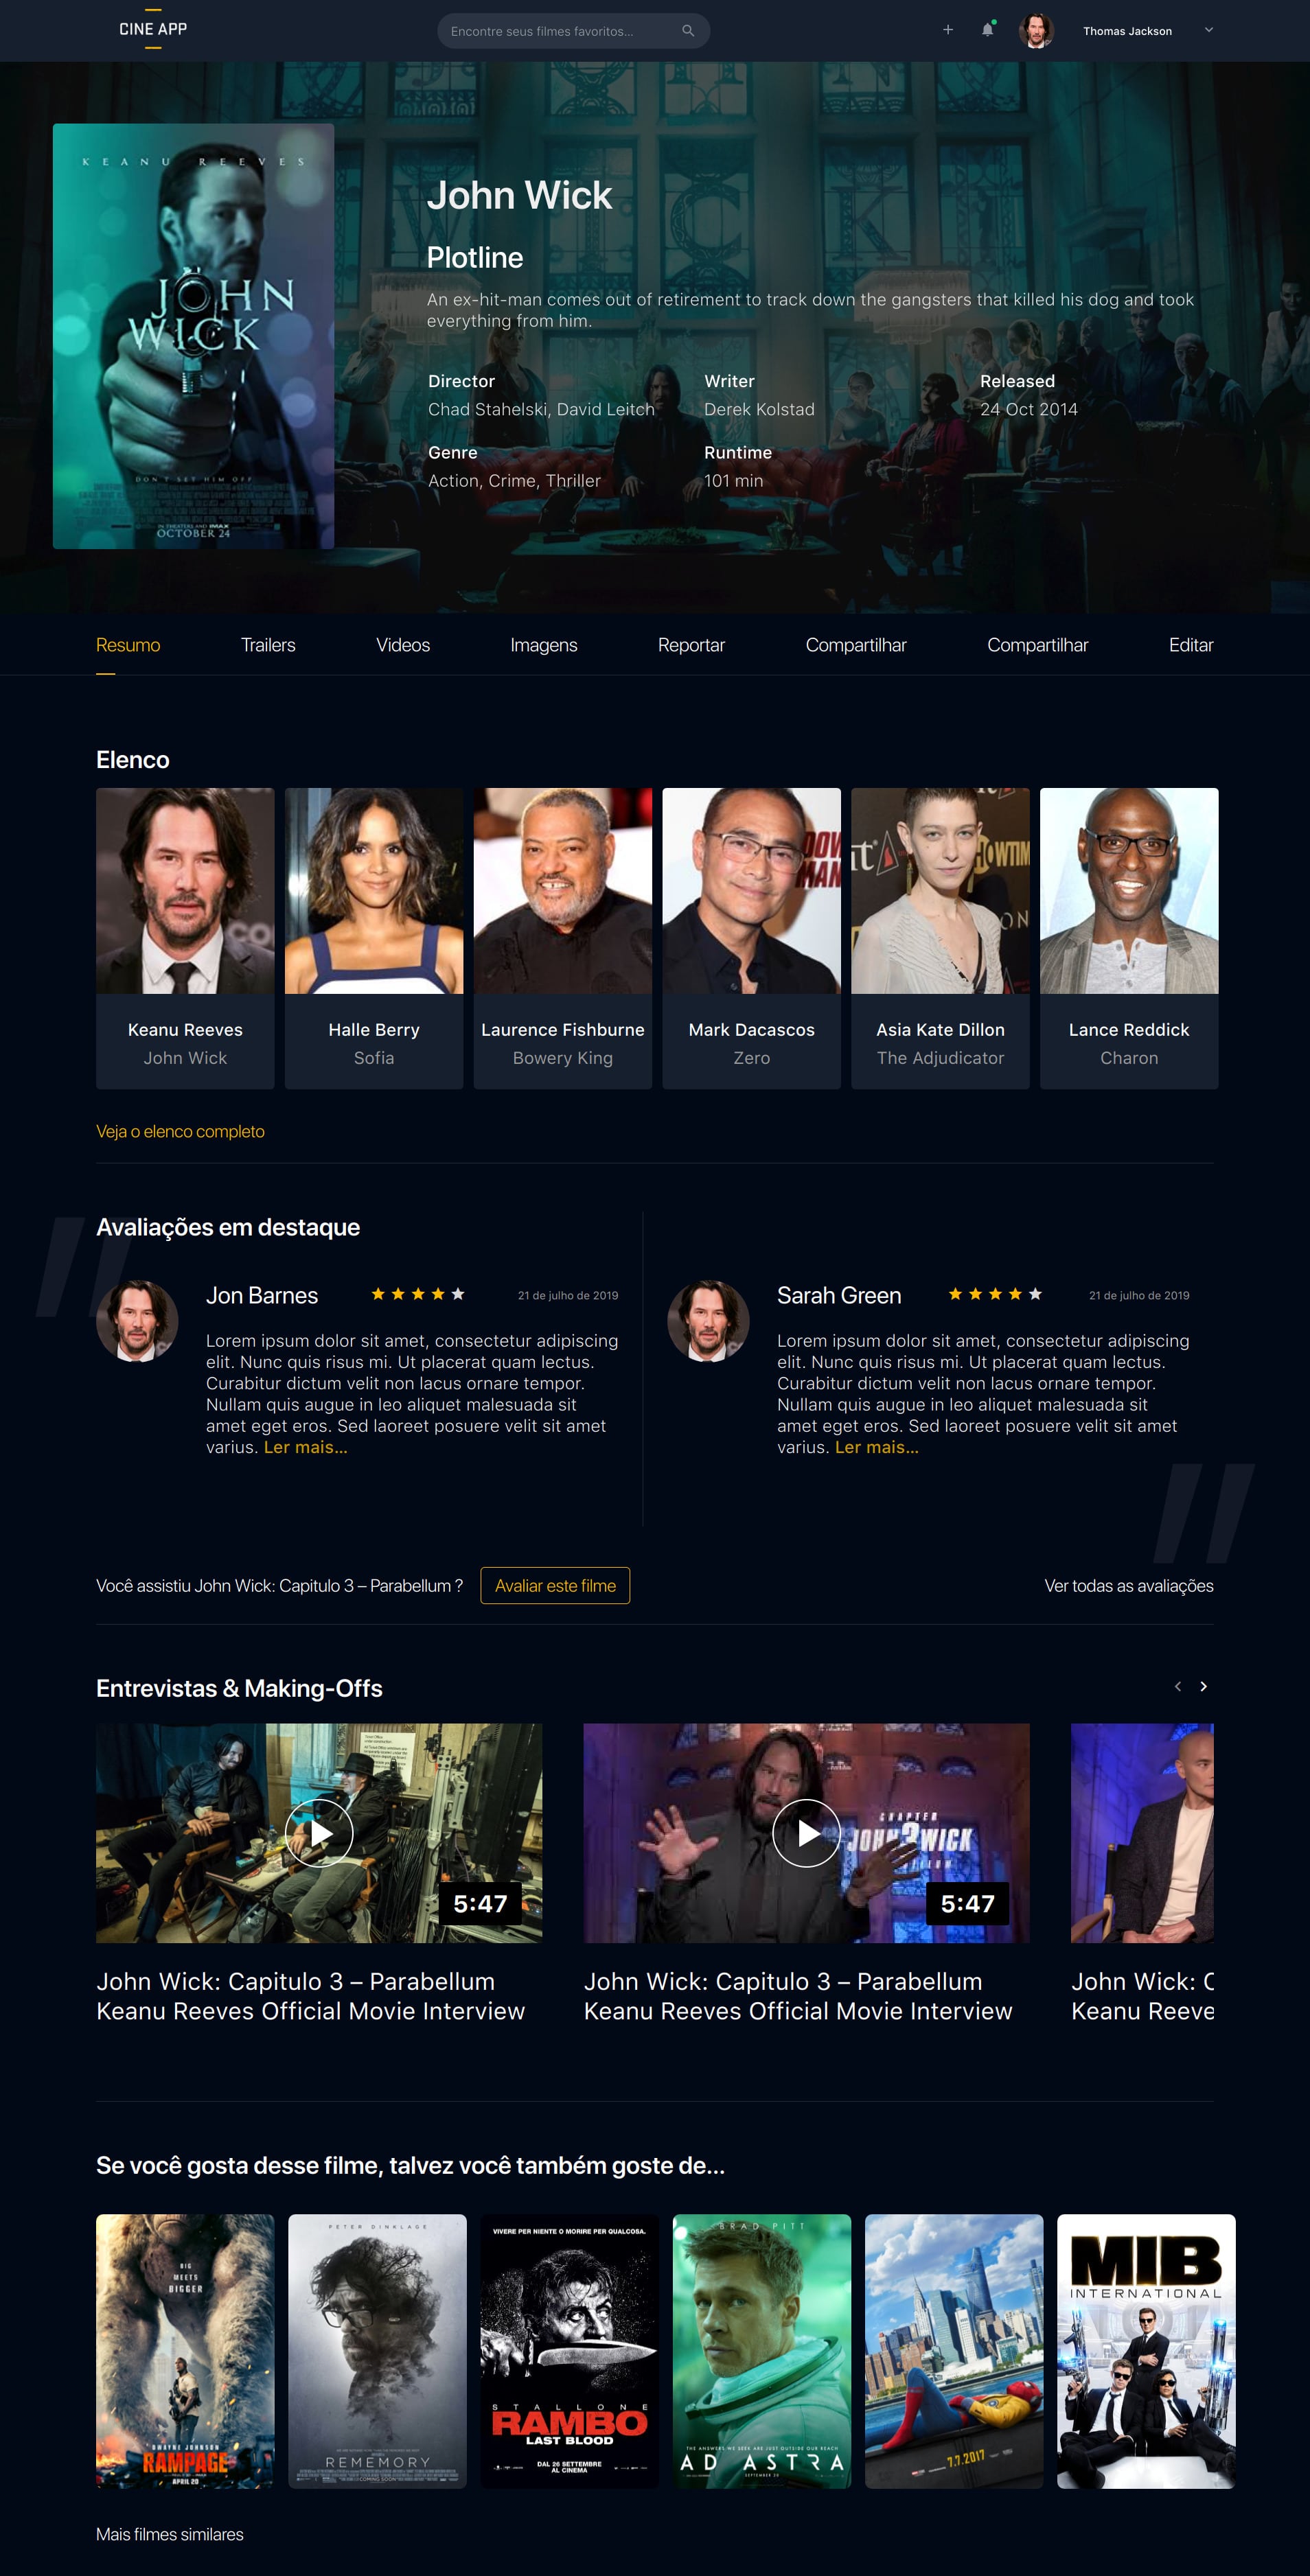 CINE APP
Encontre seus filmes favoritos...
Thomas Jackson
KEANU REEVES
JOHN
WICK
DON'T SET HIM OFF
IN THEATERS AND IMAX
OCTOBER 24
WICK
John Wick
Plotline
An ex-hit-man comes out of retirement to track down the gangsters that killed his dog and took
everything from him.
Director
Writer
Released
Chad Stahelski, David Leitch
Derek Kolstad
24 Oct 2014
Genre
Runtime
Action, Crime, Thriller
101 min
Resumo
Trailers
Videos
Imagens
Reportar
Compartilhar
Compartilhar
Editar
Elenco
Keanu Reeves
John Wick
Halle Berry
Sofia
Laurence Fishburne
Bowery King
Mark Dacascos
Zero
Asia Kate Dillon
The Adjudicator
Lance Reddick
Charon
Veja o elenco completo
Avaliações em destaque
Jon Barnes
21 de julho de 2019
Lorem ipsum dolor sit amet, consectetur adipiscing
elit. Nunc quis risus mi. Ut placerat quam lectus.
Curabitur dictum velit non lacus ornare tempor.
Nullam quis augue in leo aliquet malesuada sit
amet eget eros. Sed laoreet posuere velit sit amet
varius. Ler mais...
Sarah Green
21 de julho de 2019
Lorem ipsum dolor sit amet, consectetur adipiscing
elit. Nunc quis risus mi. Ut placerat quam lectus.
Curabitur dictum velit non lacus ornare tempor.
Nullam quis augue in leo aliquet malesuada sit
amet eget eros. Sed laoreet posuere velit sit amet
varius. Ler mais...
Você assistiu John Wick: Capitulo 3 – Parabellum ?
Avaliar este filme
Ver todas as avaliações
Entrevistas & Making-Offs
5:47
CHAPTER
JOHN 3 WICK
5:47
John Wick: Capitulo 3 – Parabellum
Keanu Reeves Official Movie Interview
John Wick: Capitulo 3 – Parabellum
Keanu Reeves Official Movie Interview
John Wick: C
Keanu Reeve
Se você gosta desse filme, talvez você também goste de...
BIG
MEETS
BIGGER
DWAYNE JOHNSON
RAMPAGE
APRIL 20
PETER DINKLAGE
REMEMORY
COMING SOON
VIVERE PER NIENTE O MORIRE PER QUALCOSA.
STALLONE
RAMBO
LAST BLOOD
DAL 26 SETTEMBRE
AL CINEMA
BRAD PITT
THE ANSWERS WE SEEK ARE JUST OUTSIDE OUR REACH
AD ASTRA
SEPTEMBER 20
7.7.2017
MIB
INTERNATIONAL
Mais filmes similares